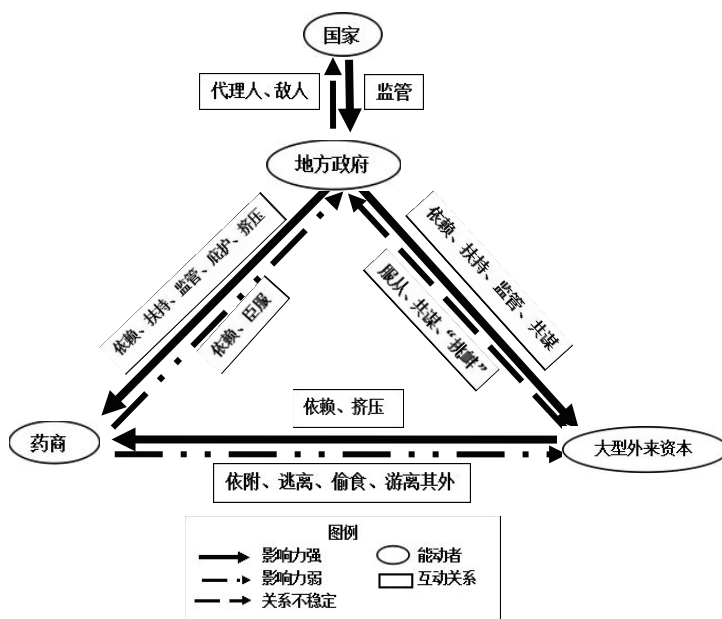 国家
代理人、敌人
监管
地方政府
依赖、扶持、监管、庇护、挤压
依赖、臣服
依赖、扶持、监管、共谋
服从、共谋、“挑衅”
依赖、挤压
药商
大型外来资本
依附、逃离、偷食、游离其外
图例
影响力强
能动者
影响力弱
互动关系
关系不稳定